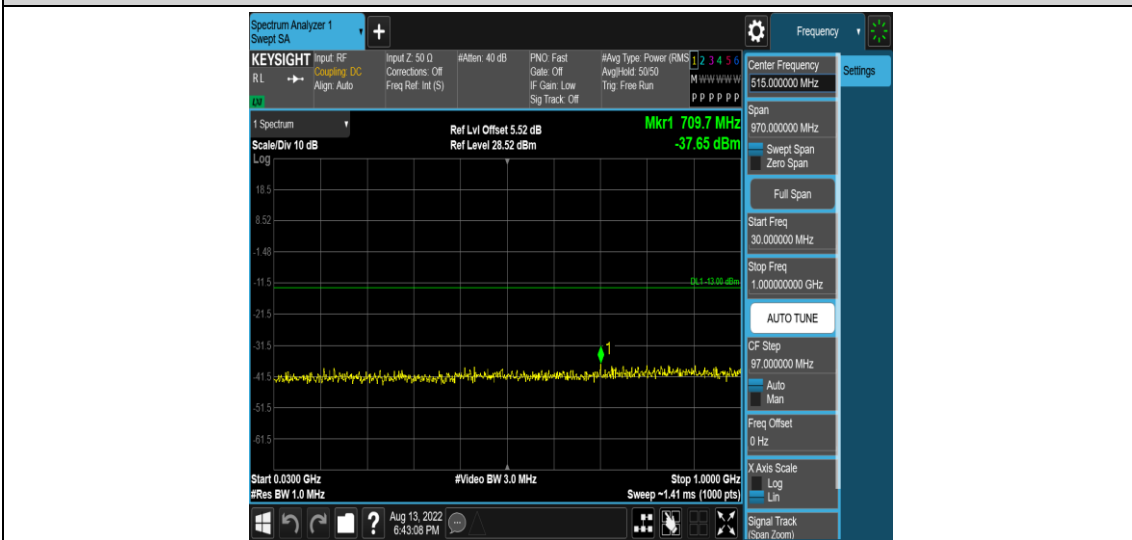 Spectrum Analyzer 1
Swept SA
+
Frequency
KEYSIGHT
RL
Input: RF
Coupling: DC
Align: Auto
Input Z: 50 Ω
Corrections: Off
Freq Ref: Int (S)
#Atten: 40 dB
PNO: Fast
Gate: Off
IF Gain: Low
Sig Track: Off
#Avg Type: Power (RMS
Avg|Hold: 50/50
Trig: Free Run
1 2 3 4 5 6
M W W W W W
P P P P P P
1 Spectrum
Scale/Div 10 dB
Log
Ref Lvl Offset 5.52 dB
Ref Level 28.52 dBm
Mkr1 709.7 MHz
-37.65 dBm
18.5
8.52
-1.48
-11.5
DL1 -13.00 dBm
-21.5
-31.5
1
-41.5
-51.5
-61.5
Start 0.0300 GHz
#Res BW 1.0 MHz
#Video BW 3.0 MHz
Stop 1.0000 GHz
Sweep ~1.41 ms (1000 pts)
?
Aug 13, 2022
6:43:08 PM
Center Frequency
515.000000 MHz
Settings
Span
970.000000 MHz
Swept Span
Zero Span
Full Span
Start Freq
30.000000 MHz
Stop Freq
1.000000000 GHz
AUTO TUNE
CF Step
97.000000 MHz
Auto
Man
Freq Offset
0 Hz
X Axis Scale
Log
Lin
Signal Track
(Span Zoom)